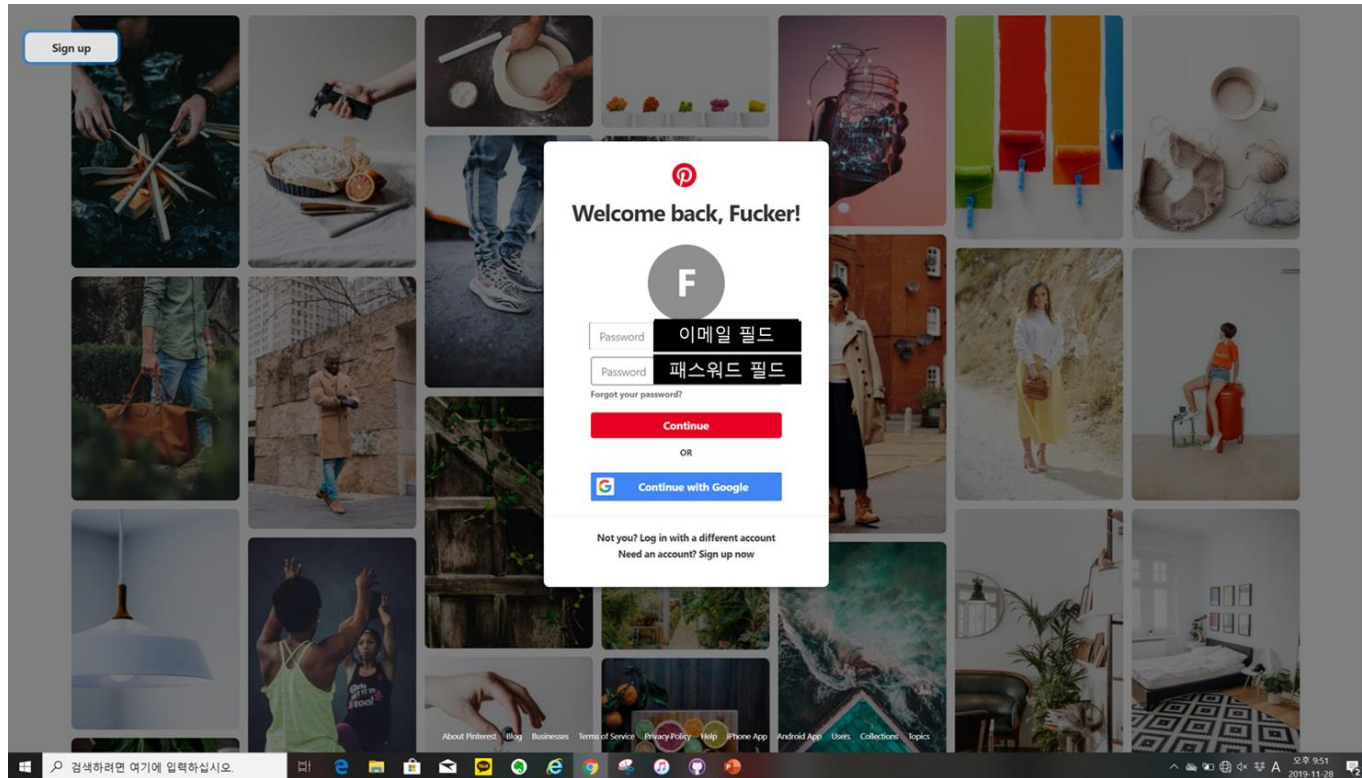 Sign up
Welcome back, Fucker!
F
Password 이메일 필드
Password 패스워드 필드
Forgot your password?
Continue
OR
G Continue with Google
Not you? Log in with a different account
Need an account? Sign up now
About Pinterest Blog Businesses Terms of Service Privacy Policy Help iPhone App Android App Users Collections Topics
검색하려면 여기에 입력하십시오.
A 오후 9:51
2019-11-28